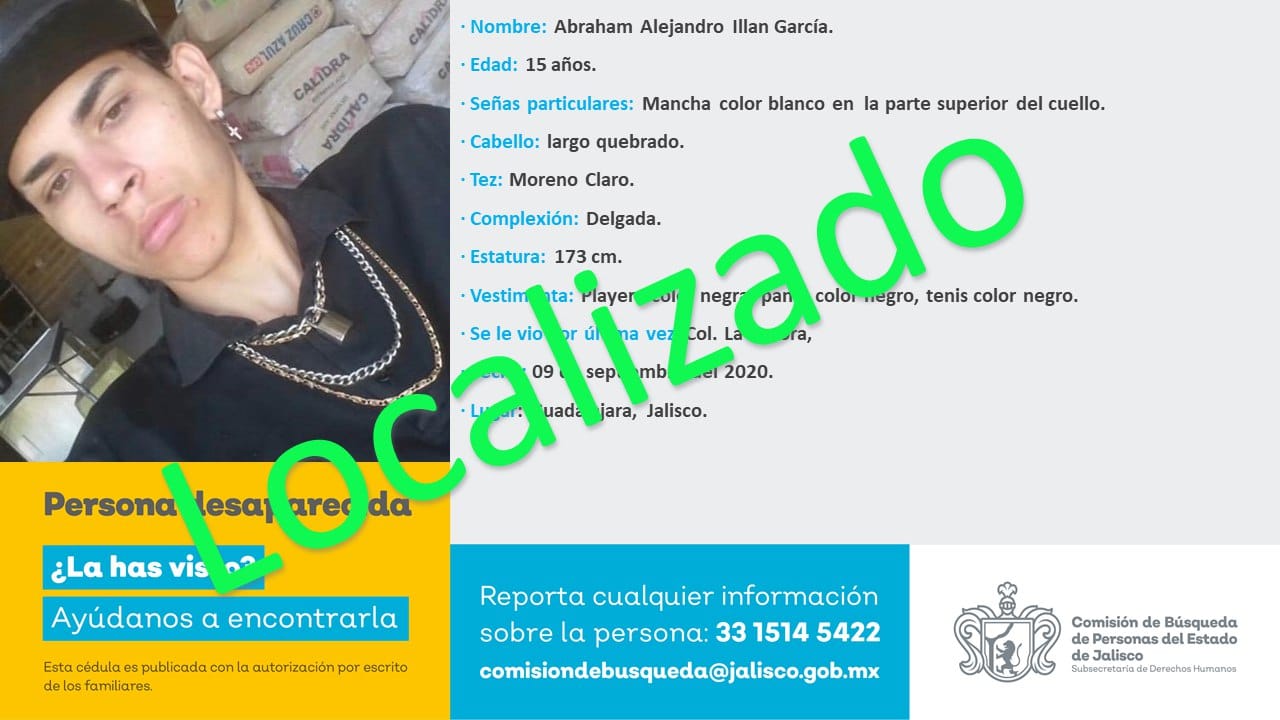 CRUZ AZUL
CALIDRA
CALIDRA
· Nombre: Abraham Alejandro Illan García.
· Edad: 15 años.
· Señas particulares: Mancha color blanco en la parte superior del cuello.
· Cabello: largo quebrado.
· Tez: Moreno Claro.
· Complexión: Delgada.
· Estatura: 173 cm.
· Vestimenta: Playera color negra, color negro, tenis color negro.
· Se le vio por última vez: Col. La
09 de septiembre del 2020.
· Lugar: Guadalajara, Jalisco.
Localizado
Persona desaparecida
¿La has visto?
Ayúdanos a encontrarla
Esta cédula es publicada con la autorización por escrito
de los familiares.
Reporta cualquier información
sobre la persona: 33 1514 5422
comisiondebusqueda@jalisco.gob.mx
Comisión de Búsqueda
de Personas del Estado
de Jalisco
Subsecretaría de Derechos Humanos